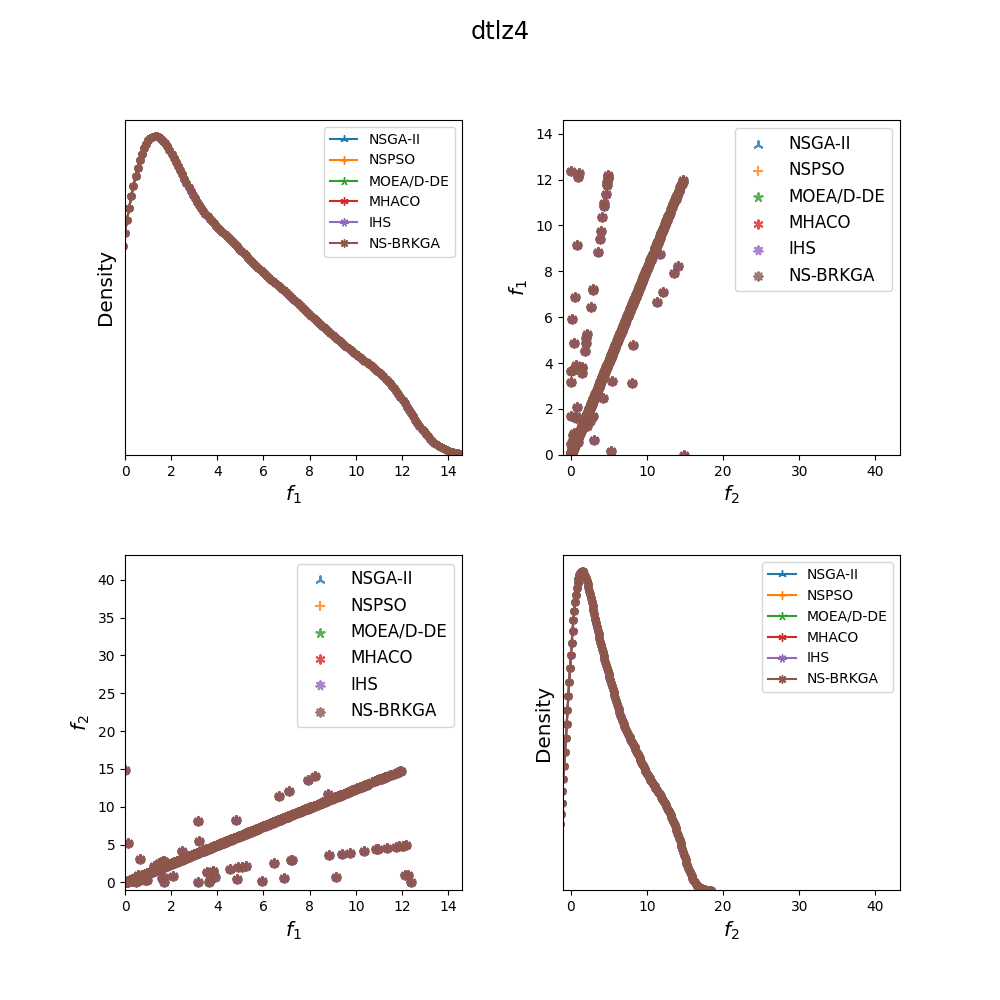 dtlz4
Density
NSGA-II
NSPSO
MOEA/D-DE
MHACO
IHS
NS-BRKGA
0 2 4 6 8 10 12 14
f1
f1
14
12
10
8
6
4
2
0
NSGA-II
NSPSO
MOEA/D-DE
MHACO
IHS
NS-BRKGA
0 10 20 30 40
f2
f2
40
35
30
25
20
15
10
5
0
NSGA-II
NSPSO
MOEA/D-DE
MHACO
IHS
NS-BRKGA
0 2 4 6 8 10 12 14
f1
Density
NSGA-II
NSPSO
MOEA/D-DE
MHACO
IHS
NS-BRKGA
0 10 20 30 40
f2